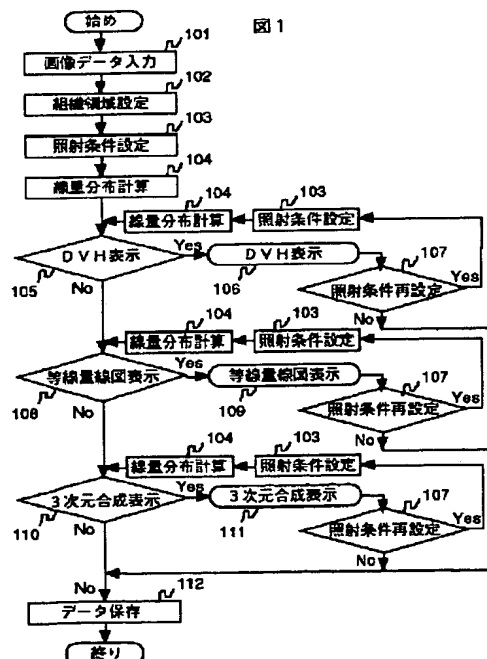 始め
図1
101
画像データ入力
102
組織領域設定
103
照射条件設定
104
線量分布計算
104
103
線量分布計算
照射条件設定
DVH表示
Yes
DVH表示
107
照射条件再設定
Yes
105
No
106
No
104
103
線量分布計算
照射条件設定
等線量線図表示
Yes
等線量線図表示
107
照射条件再設定
Yes
108
No
109
No
104
103
線量分布計算
照射条件設定
3次元合成表示
Yes
3次元合成表示
107
照射条件再設定
Yes
110
No
111
No
No
112
データ保存
終り